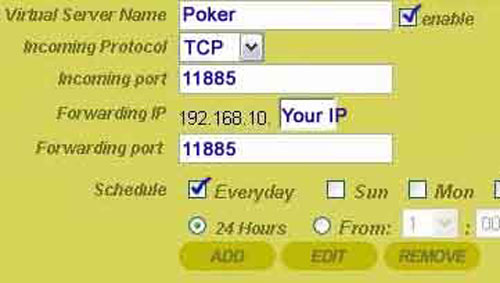 Virtual Server Name Poker enable
Incoming Protocol TCP
Incoming port 11885
Forwarding IP 192.168.10. Your IP
Forwarding port 11885
Schedule Everyday Sun Mon
24 Hours From: 1 : 00
ADD EDIT REMOVE